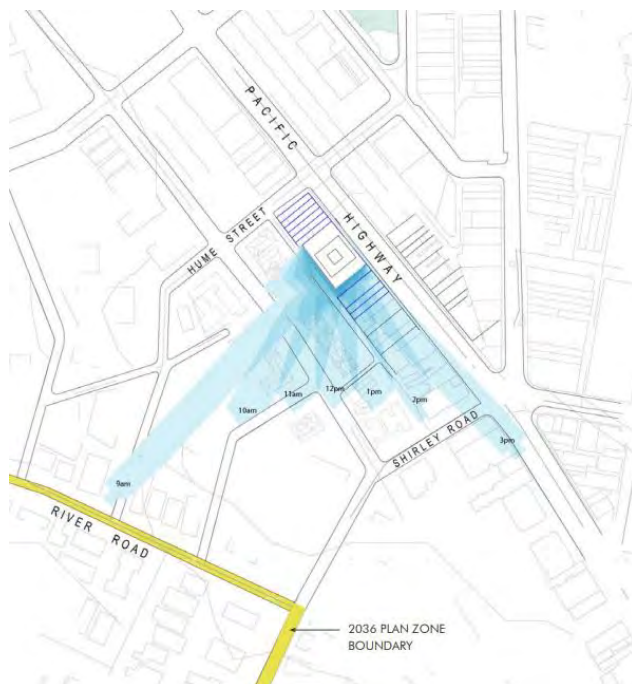 PACIFIC
HIGHWAY
HUME STREET
12pm
11am
1pm
10am
2pm
SHIRLEY ROAD
3pm
9am
RIVER ROAD
2036 PLAN ZONE
BOUNDARY